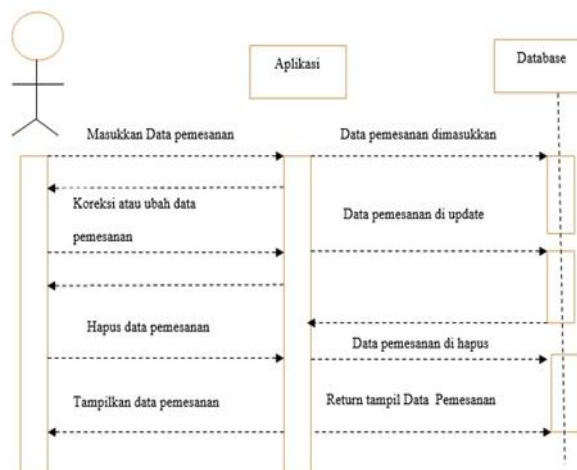 Aplikasi
Database
Masukkan Data pemesanan
Data pemesanan dimasukkan
Koreksi atau ubah data
pemesanan
Data pemesanan di update
Hapus data pemesanan
Data pemesanan di hapus
Tampilkan data pemesanan
Return tampil Data Pemesanan